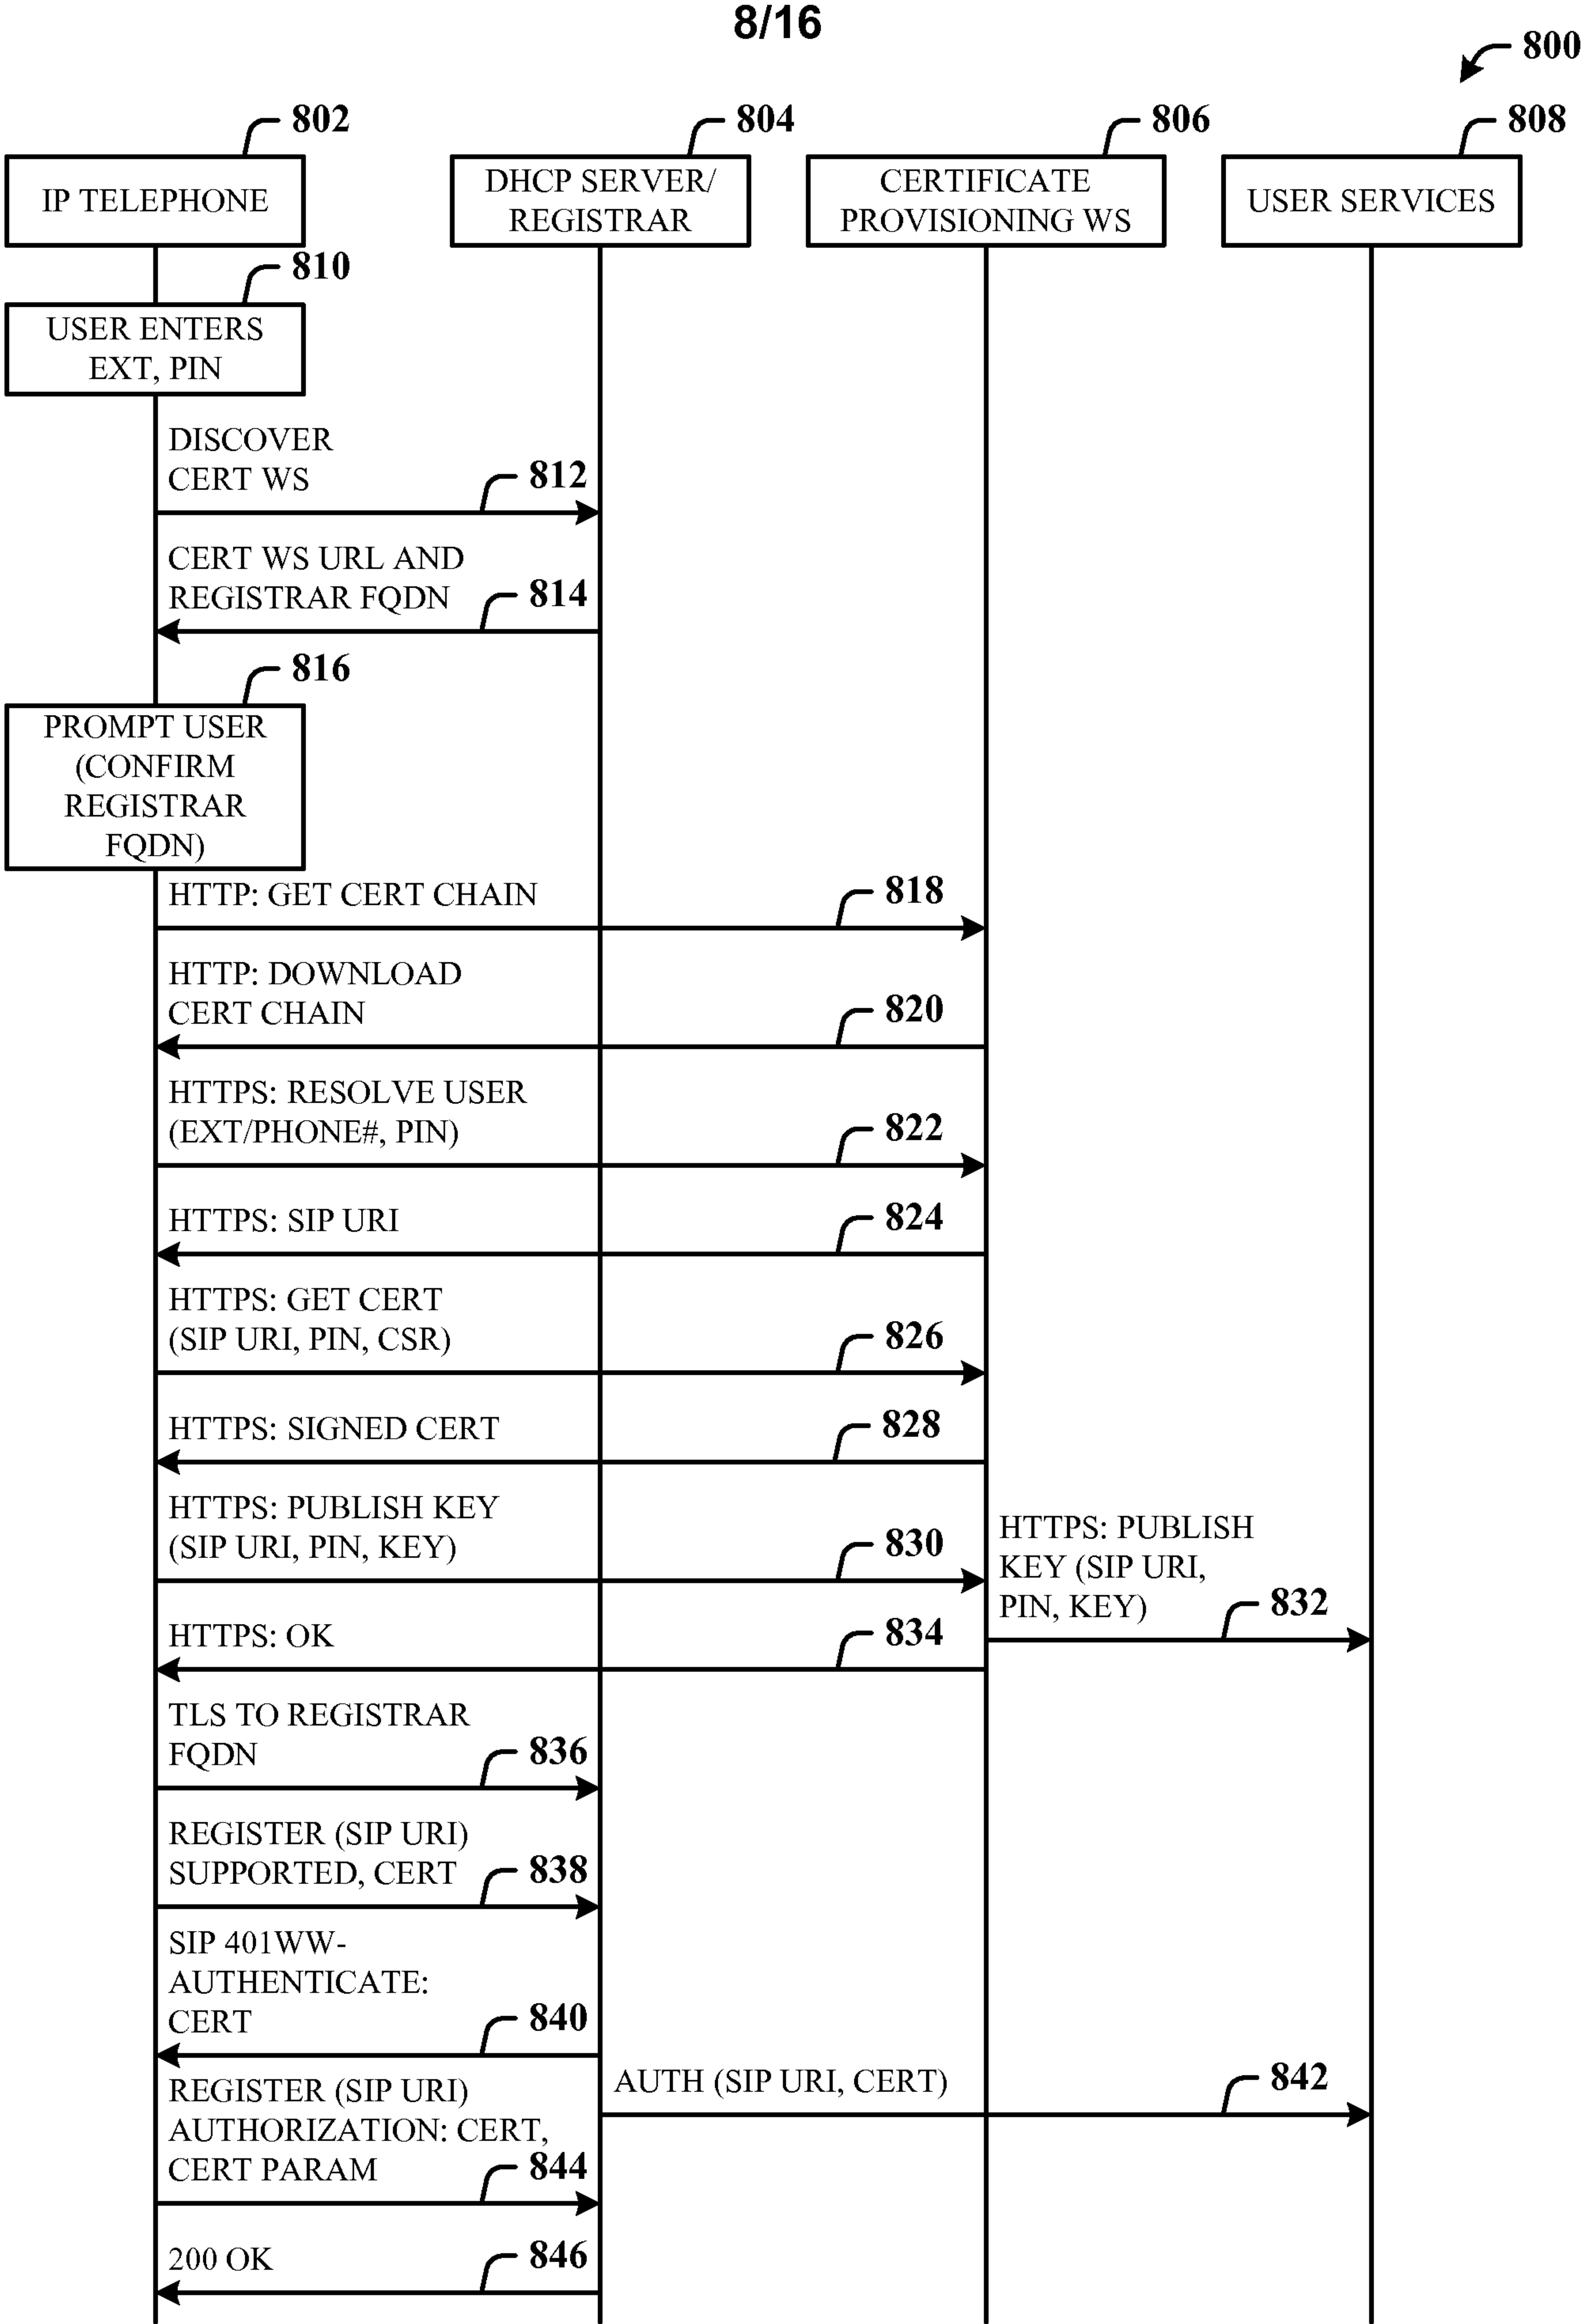 8/16
800
802
804
806
808
IP TELEPHONE
DHCP SERVER/
REGISTRAR
CERTIFICATE
PROVISIONING WS
USER SERVICES
810
USER ENTERS
EXT, PIN
DISCOVER
CERT WS
812
CERT WS URL AND
REGISTRAR FQDN
814
816
PROMPT USER
(CONFIRM
REGISTRAR
FQDN)
HTTP: GET CERT CHAIN
818
HTTP: DOWNLOAD
CERT CHAIN
820
HTTPS: RESOLVE USER
(EXT/PHONE#, PIN)
822
HTTPS: SIP URI
824
HTTPS: GET CERT
(SIP URI, PIN, CSR)
826
HTTPS: SIGNED CERT
828
HTTPS: PUBLISH KEY
(SIP URI, PIN, KEY)
830
HTTPS: PUBLISH
KEY (SIP URI,
PIN, KEY)
832
HTTPS: OK
834
TLS TO REGISTRAR
FQDN
836
REGISTER (SIP URI)
SUPPORTED, CERT
838
SIP 401WW-
AUTHENTICATE:
CERT
840
AUTH (SIP URI, CERT)
842
REGISTER (SIP URI)
AUTHORIZATION: CERT,
CERT PARAM
844
200 OK
846